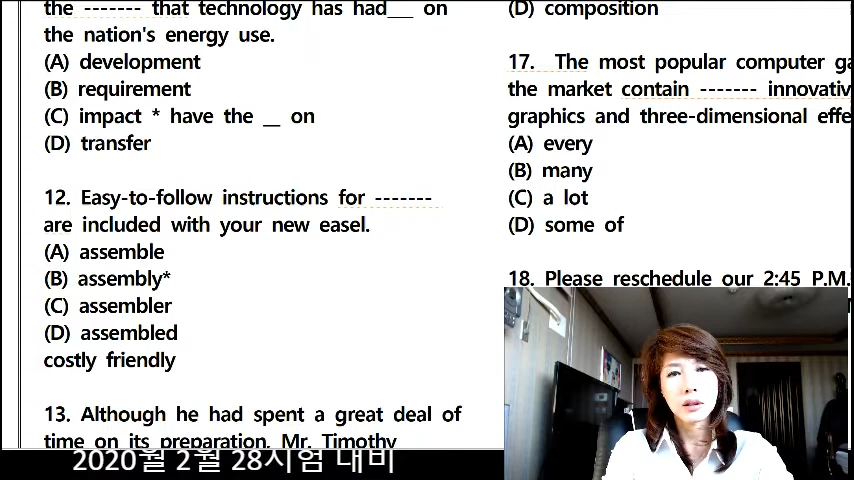 the ------- that technology has had__ on
the nation's energy use.
(A) development
(B) requirement
(C) impact * have the __ on
(D) transfer
12. Easy-to-follow instructions for -------
are included with your new easel.
(A) assemble
(B) assembly*
(C) assembler
(D) assembled
costly friendly
13. Although he had spent a great deal of
time on its preparation, Mr. Timothy
(D) composition
17. The most popular computer ga
the market contain ------- innovativ
graphics and three-dimensional effe
(A) every
(B) many
(C) a lot
(D) some of
18. Please reschedule our 2:45 P.M.
2020월 2월 28시험 대비